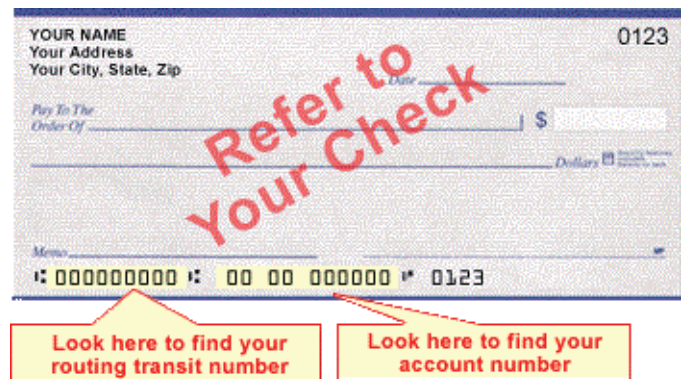 YOUR NAME
0123
Your Address
Your City, State, Zip
Date
Refer to
Your Check
Pay To The
Order Of
$
Dollars
Memo
⑆ 000000000 ⑆ 00 00 000000 ⑈ 0123
Look here to find your
routing transit number
Look here to find your
account number